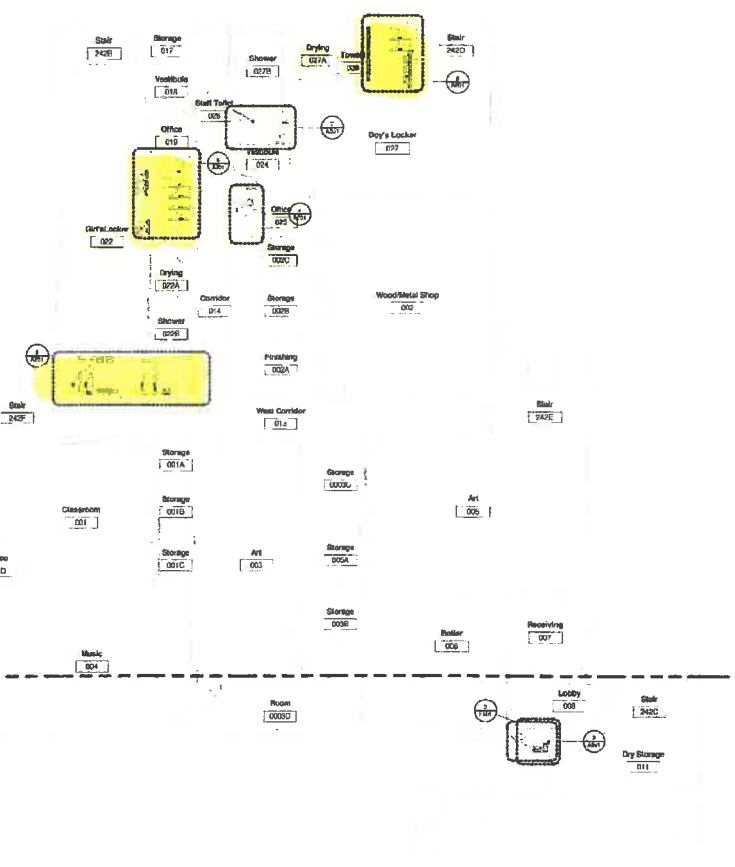 Stair
242B
Storage
017
Shower
027B
Drying
027A
Towel
Stair
242D
Vestibule
018
Staff Toilet
026
Office
019
Vestibule
024
Boy's Locker
027
Girl's Locker
022
Office
023
Storage
002C
Drying
022A
Corridor
014
Storage
002B
Wood/Metal Shop
002
Shower
022B
Finishing
002A
Stair
242F
West Corridor
Stair
242E
Storage
001A
Storage
0003D
Classroom
001
Storage
001B
Art
005
Storage
001C
Art
003
Storage
005A
D
Storage
003B
Boiler
006
Receiving
007
Music
004
Room
0003C
Lobby
008
Stair
242C
Dry Storage
011